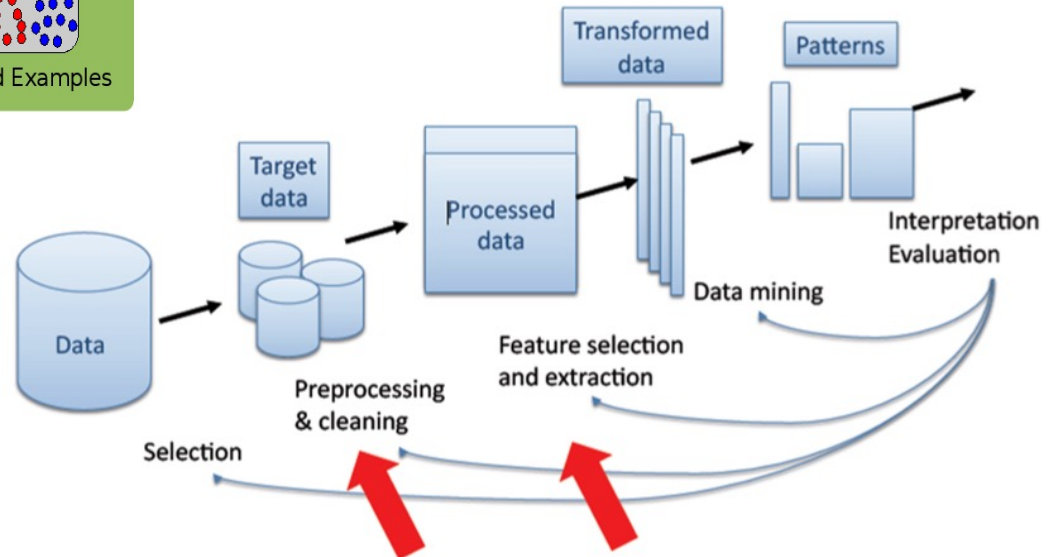 d Examples
Transformed
data
Patterns
Target
data
Processed
data
Interpretation
Evaluation
Data
Data mining
Feature selection
and extraction
Preprocessing
& cleaning
Selection